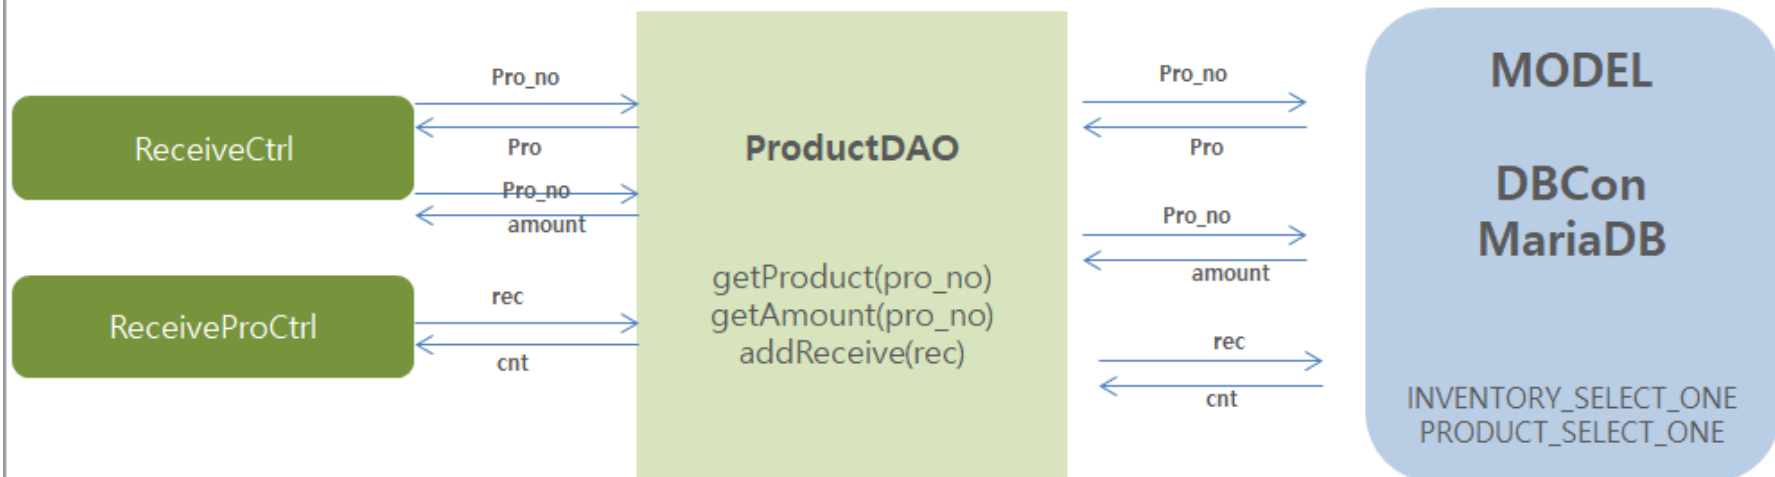 ReceiveCtrl
ReceiveProCtrl
Pro_no
Pro
Pro_no
amount
rec
cnt
ProductDAO
getProduct(pro_no)
getAmount(pro_no)
addReceive(rec)
Pro_no
Pro
Pro_no
amount
rec
cnt
MODEL
DBCon
MariaDB
INVENTORY_SELECT_ONE
PRODUCT_SELECT_ONE